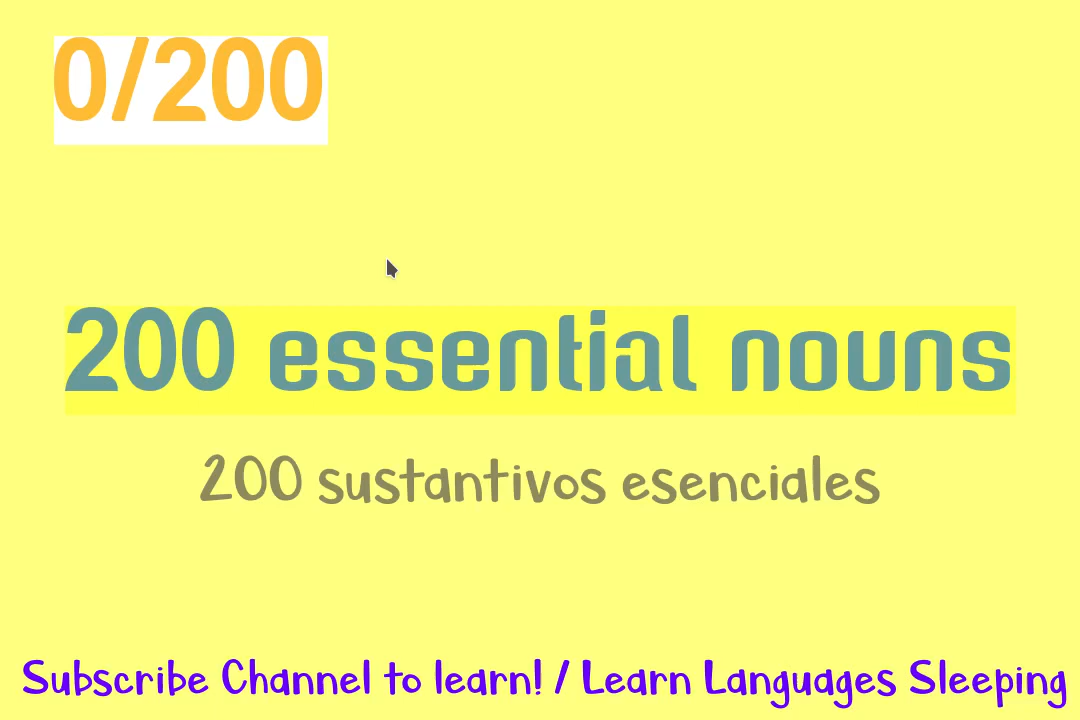 0/200
200 essential nouns
200 sustantivos esenciales
Subscribe Channel to learn! / Learn Languages Sleeping